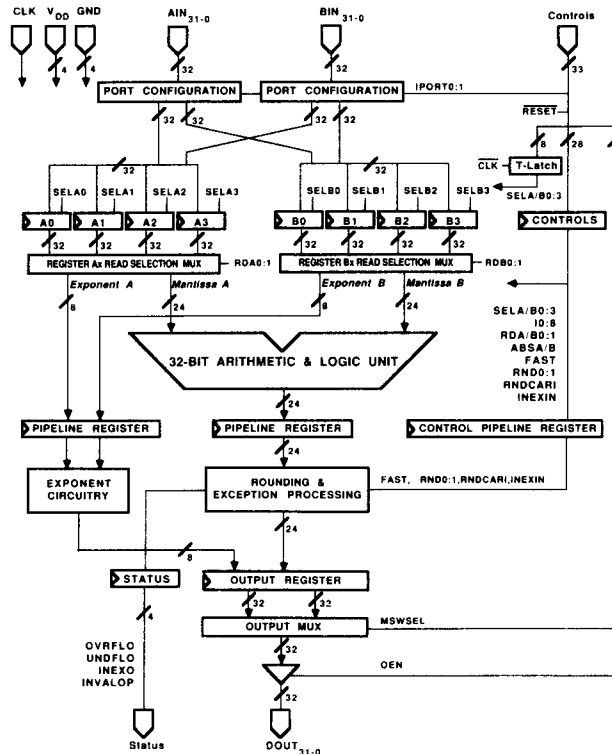 CLK V_DD GND AIN_31-0 BIN_31-0 Controls
4 4 32 32 33
PORT CONFIGURATION PORT CONFIGURATION IPORT0:1
RESET
32 32 32 32
8 28
32 32
CLK T-Latch
SELA0 SELA1 SELA2 SELA3 SELB0 SELB1 SELB2 SELB3
SELA/B0:3
A0 A1 A2 A3 B0 B1 B2 B3 CONTROLS
32 32 32 32 32 32 32 32
REGISTER Ax READ SELECTION MUX RDA0:1 REGISTER Bx READ SELECTION MUX RDB0:1
Exponent A Mantissa A Exponent B Mantissa B
8 24 8 24
SELA/B0:3
I0:8
RDA/B0:1
ABSA/B
FAST
RND0:1
RNDCARI
INEXIN
32-BIT ARITHMETIC & LOGIC UNIT
24
PIPELINE REGISTER PIPELINE REGISTER CONTROL PIPELINE REGISTER
24
EXPONENT
CIRCUITRY
ROUNDING &
EXCEPTION PROCESSING
FAST, RND0:1,RNDCARI,INEXIN
24
8
STATUS OUTPUT REGISTER
4 32 32
OUTPUT MUX MSWSEL
32
OVRFLO
UNDFLO
INEXO
INVALOP
OEN
32
Status DOUT_31-0